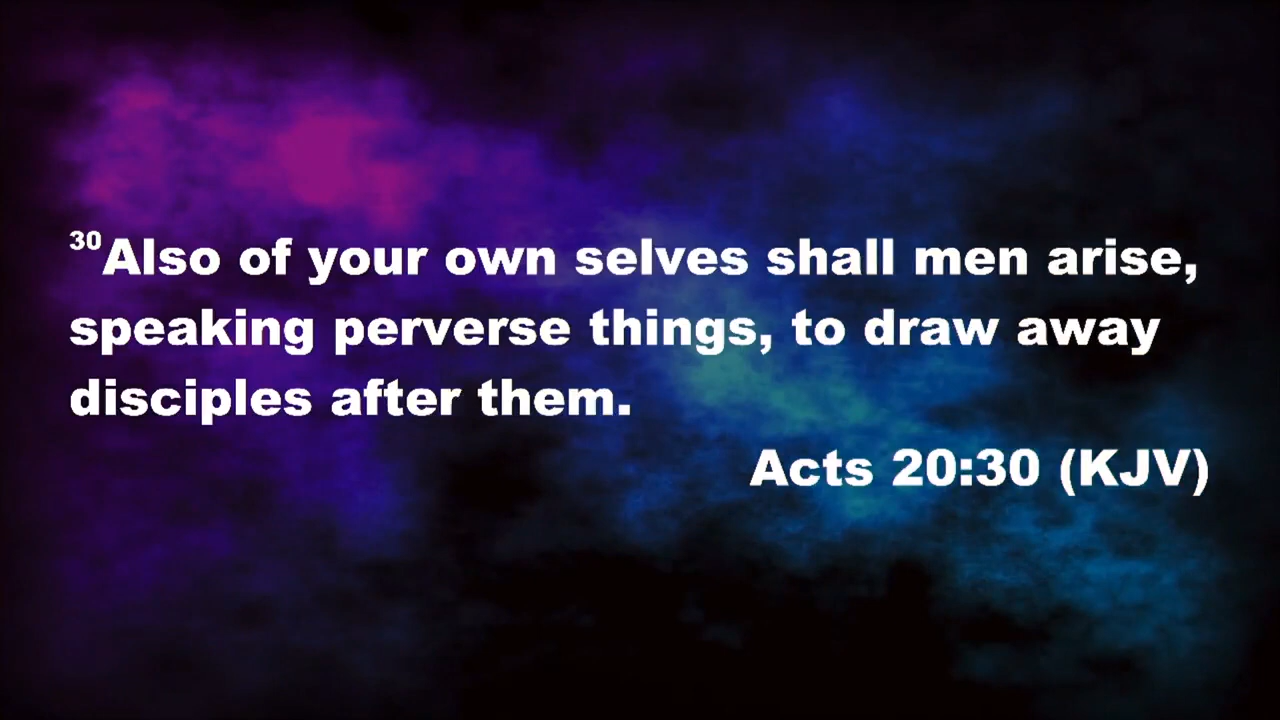 ³⁰Also of your own selves shall men arise,
speaking perverse things, to draw away
disciples after them.
Acts 20:30 (KJV)